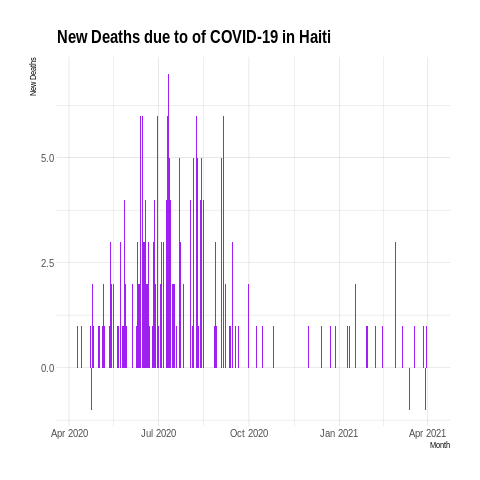 New Deaths due to of COVID-19 in Haiti
New Deaths
5.0
2.5
0.0
Apr 2020 Jul 2020 Oct 2020 Jan 2021 Apr 2021
Month